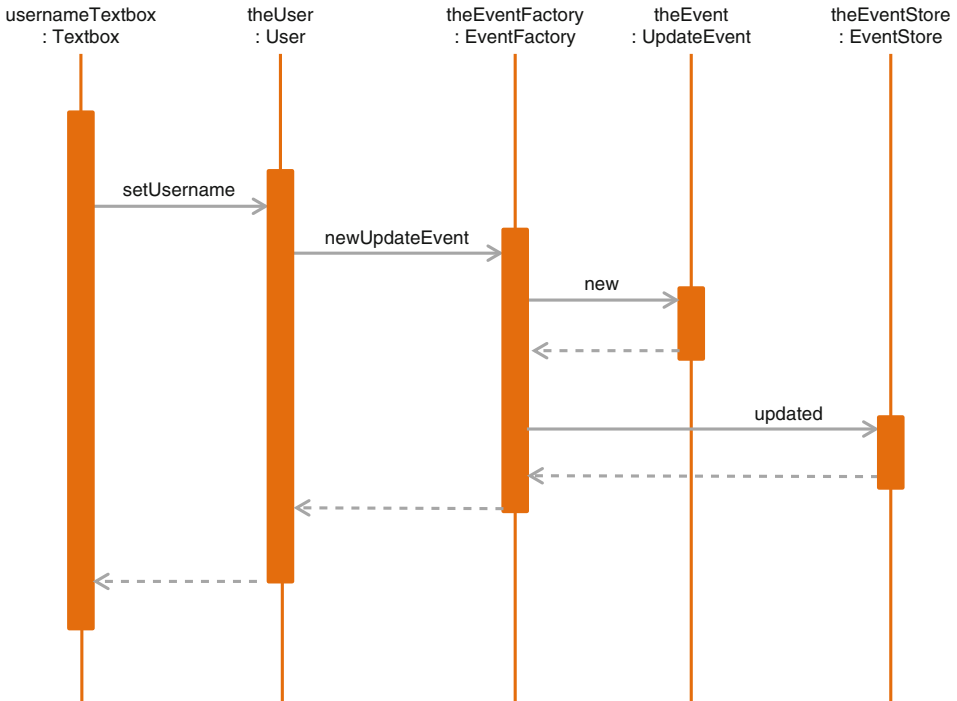 usernameTextbox
: Textbox
theUser
: User
theEventFactory
: EventFactory
theEvent
: UpdateEvent
theEventStore
: EventStore
setUsername
newUpdateEvent
new
updated